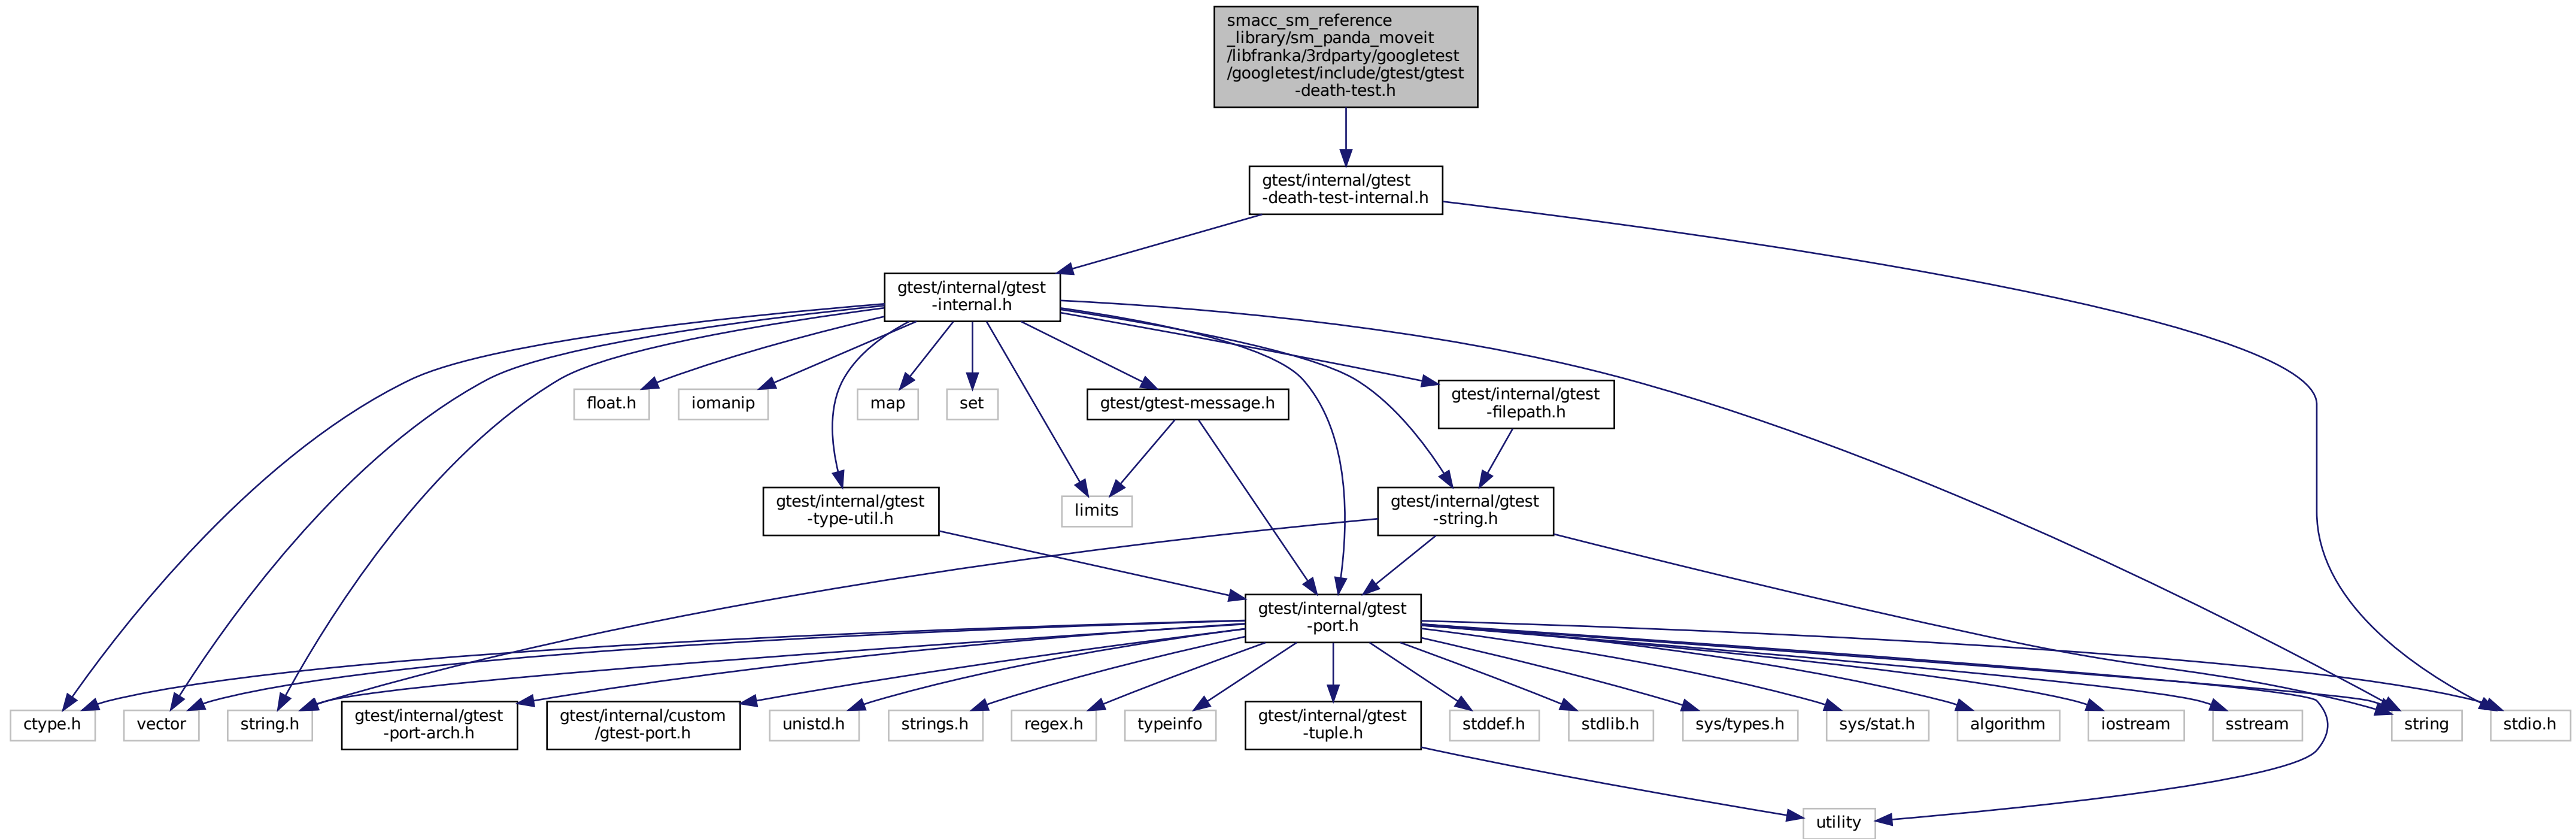 smacc_sm_reference
_library/sm_panda_moveit
/libfranka/3rdparty/googletest
/googletest/include/gtest/gtest
-death-test.h
gtest/internal/gtest
-death-test-internal.h
gtest/internal/gtest
-internal.h
float.h
iomanip
map
set
gtest/gtest-message.h
gtest/internal/gtest
-filepath.h
gtest/internal/gtest
-type-util.h
limits
gtest/internal/gtest
-string.h
gtest/internal/gtest
-port.h
ctype.h
vector
string.h
gtest/internal/gtest
-port-arch.h
gtest/internal/custom
/gtest-port.h
unistd.h
strings.h
regex.h
typeinfo
gtest/internal/gtest
-tuple.h
stddef.h
stdlib.h
sys/types.h
sys/stat.h
algorithm
iostream
sstream
string
stdio.h
utility